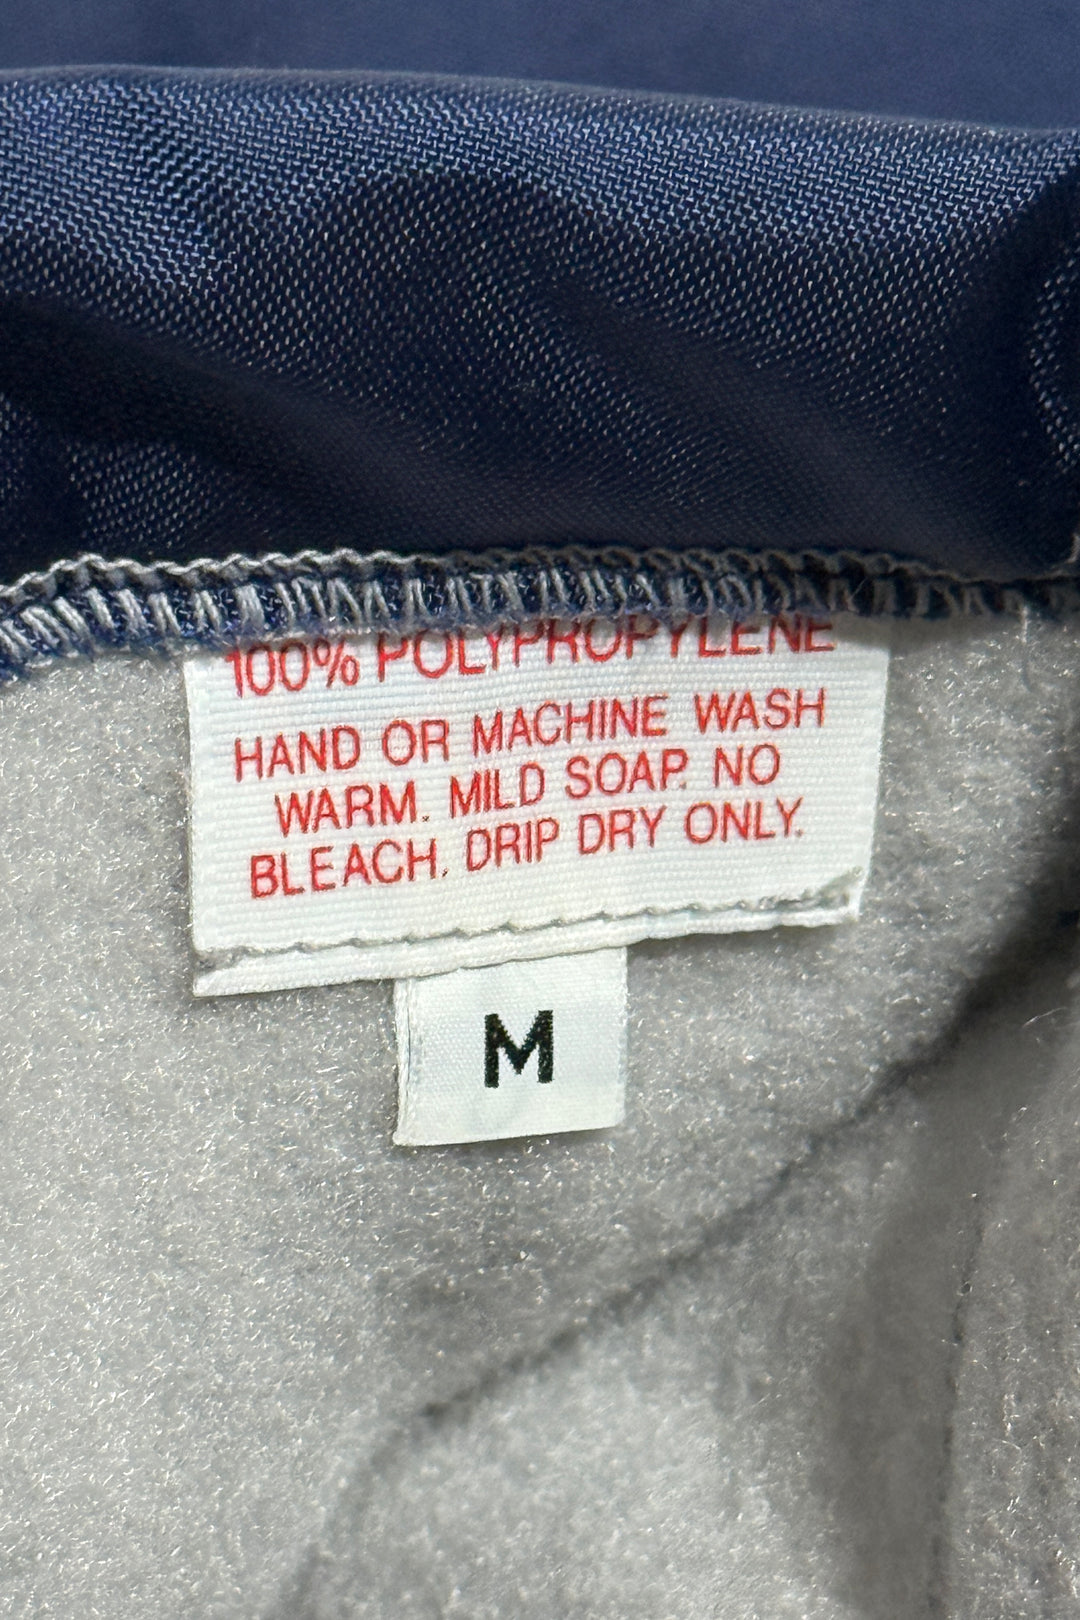 100% POLYPROPYLENE
HAND OR MACHINE WASH
WARM. MILD SOAP. NO
BLEACH. DRIP DRY ONLY.
M